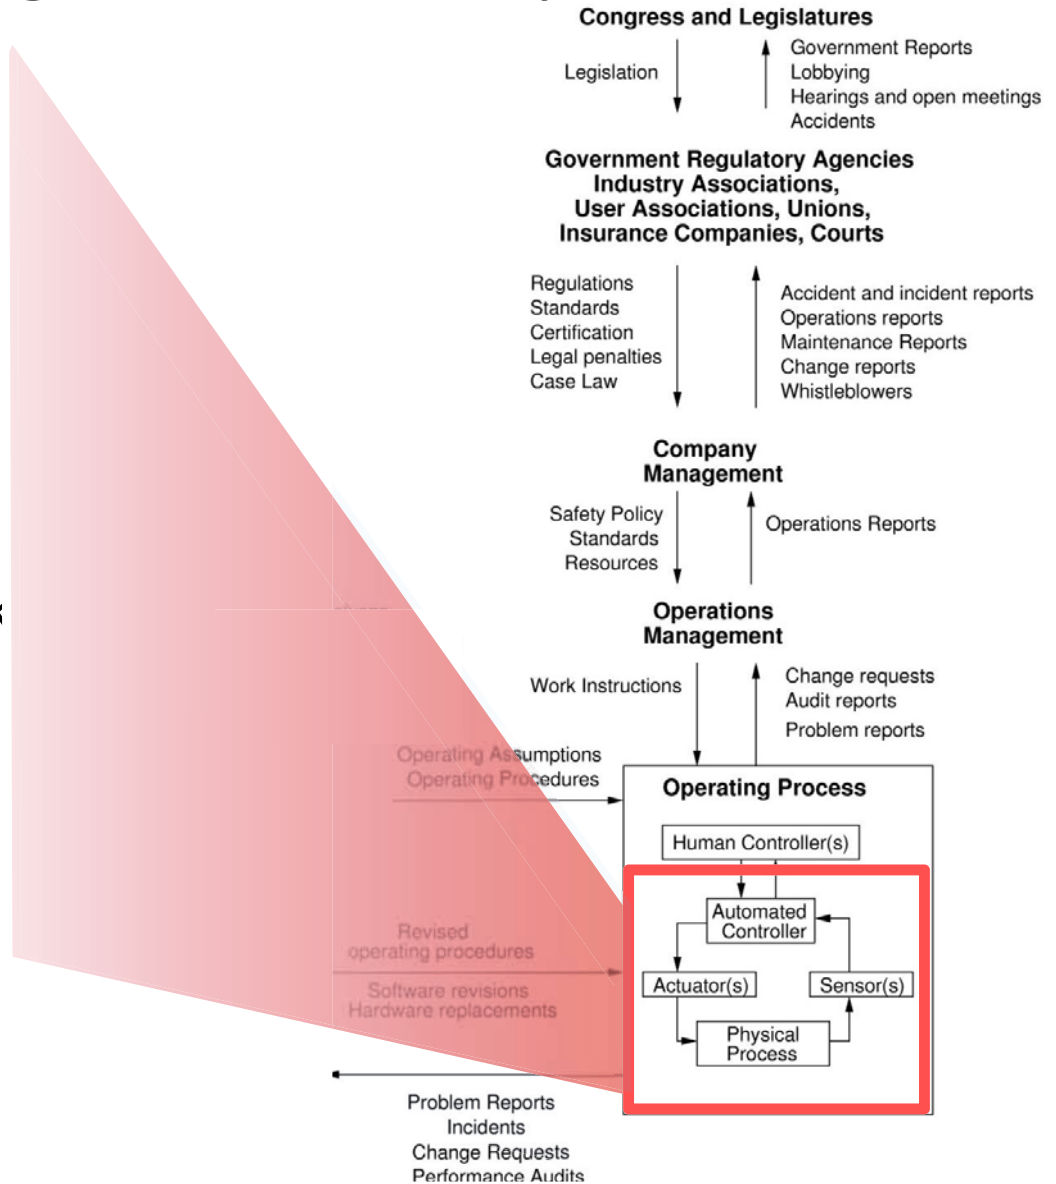 Congress and Legislatures
Legislation
Government Reports
Lobbying
Hearings and open meetings
Accidents
Government Regulatory Agencies
Industry Associations,
User Associations, Unions,
Insurance Companies, Courts
Regulations
Standards
Certification
Legal penalties
Case Law
Accident and incident reports
Operations reports
Maintenance Reports
Change reports
Whistleblowers
Company
Management
Safety Policy
Standards
Resources
Operations Reports
Operations
Management
Work Instructions
Change requests
Audit reports
Problem reports
Operating Assumptions
Operating Procedures
Operating Process
Human Controller(s)
Automated
Controller
Revised
operating procedures
Actuator(s)
Sensor(s)
Software revisions
Hardware replacements
Physical
Process
Problem Reports
Incidents
Change Requests
Performance Audits